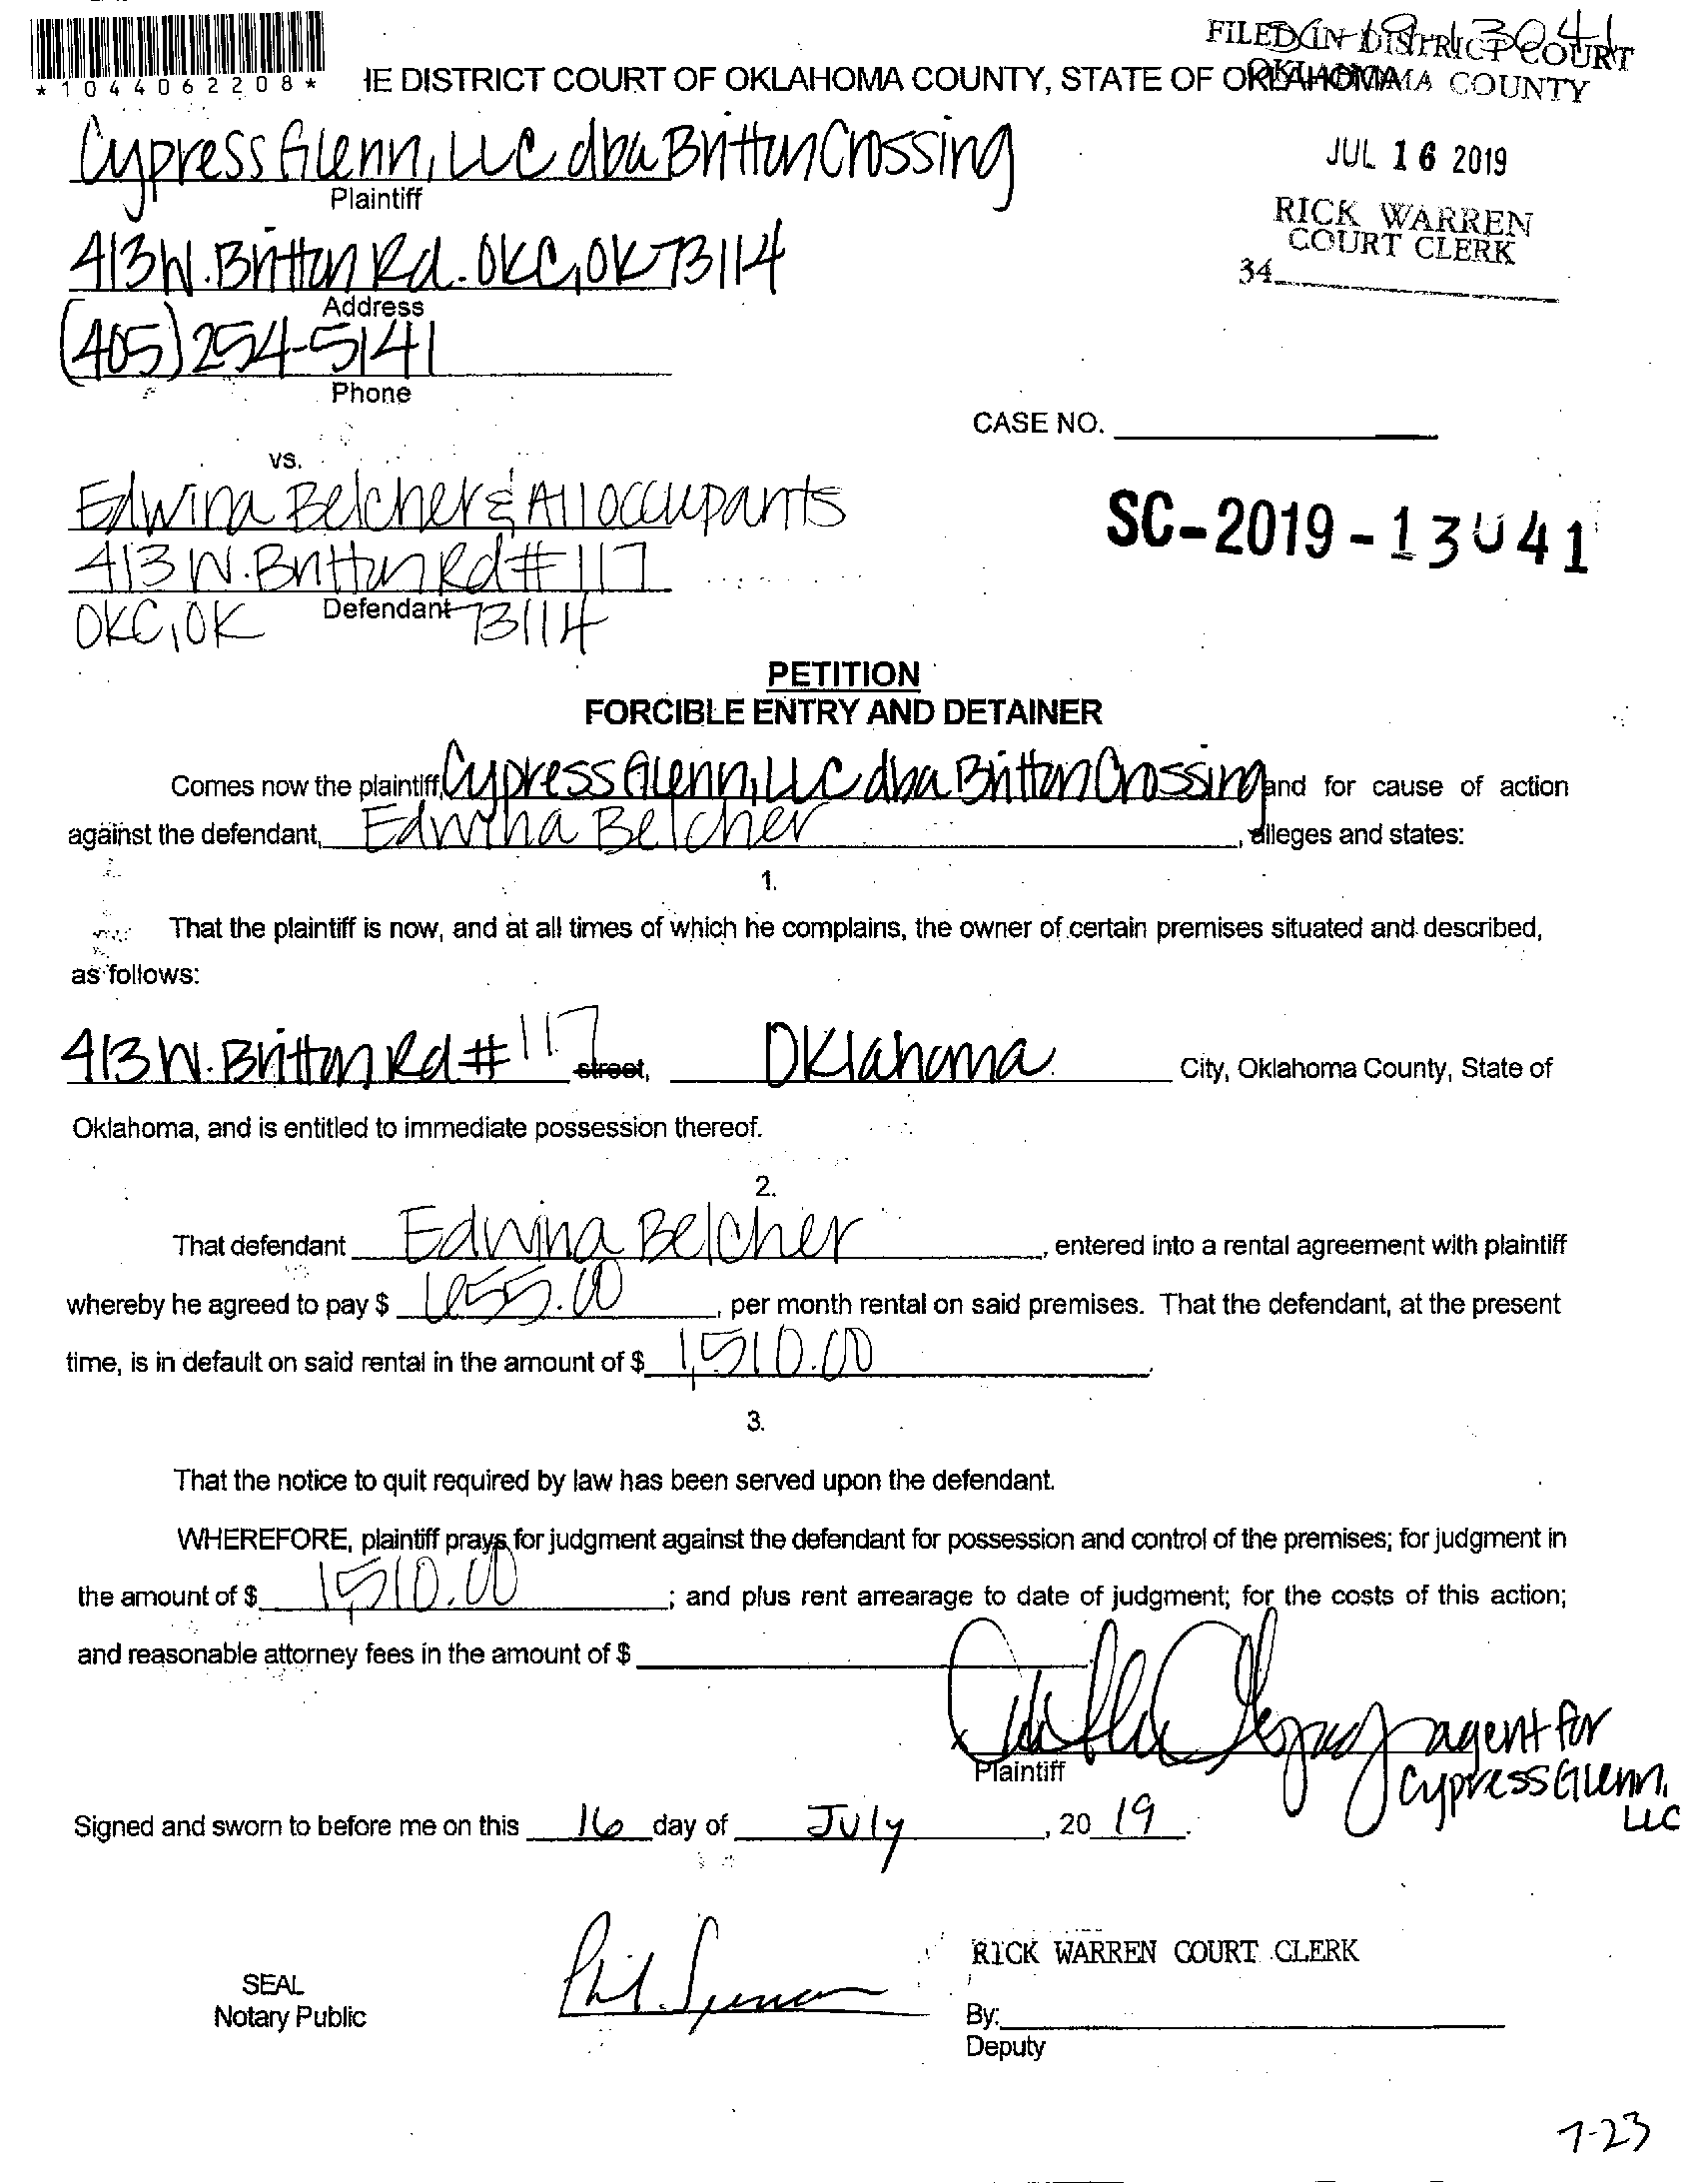 *1044062208*
IE DISTRICT COURT OF OKLAHOMA COUNTY, STATE OF OKLAHOMA
FILED IN DISTRICT COURT
OKLAHOMA COUNTY
JUL 16 2019
RICK WARREN
COURT CLERK
34
Cypress Glenn, LLC dba Britton Crossing
Plaintiff
413 W. Britton Rd. OKC, OK 73114
Address
(405) 254-5141
Phone
CASE NO.
vs.
Edwina Belcher & All occupants
SC-2019-13041
413 W. Britton Rd #117
Defendant
OKC, OK 73114
PETITION
FORCIBLE ENTRY AND DETAINER
Comes now the plaintiff, Cypress Glenn, LLC dba Britton Crossing and for cause of action
against the defendant, Edwina Belcher, alleges and states:
1.
That the plaintiff is now, and at all times of which he complains, the owner of certain premises situated and described,
as follows:
413 W. Britton Rd #117 street, Oklahoma City, Oklahoma County, State of
Oklahoma, and is entitled to immediate possession thereof.
2.
That defendant Edwina Belcher, entered into a rental agreement with plaintiff
whereby he agreed to pay $ 655.00, per month rental on said premises. That the defendant, at the present
time, is in default on said rental in the amount of $ 1,510.00.
3.
That the notice to quit required by law has been served upon the defendant.
WHEREFORE, plaintiff prays for judgment against the defendant for possession and control of the premises; for judgment in
the amount of $ 1,510.00; and plus rent arrearage to date of judgment; for the costs of this action;
and reasonable attorney fees in the amount of $
agent for
Plaintiff
Cypress Glenn, LLC
Signed and sworn to before me on this 16 day of July, 20 19.
RICK WARREN COURT CLERK
SEAL
Notary Public
By:
Deputy
7-23